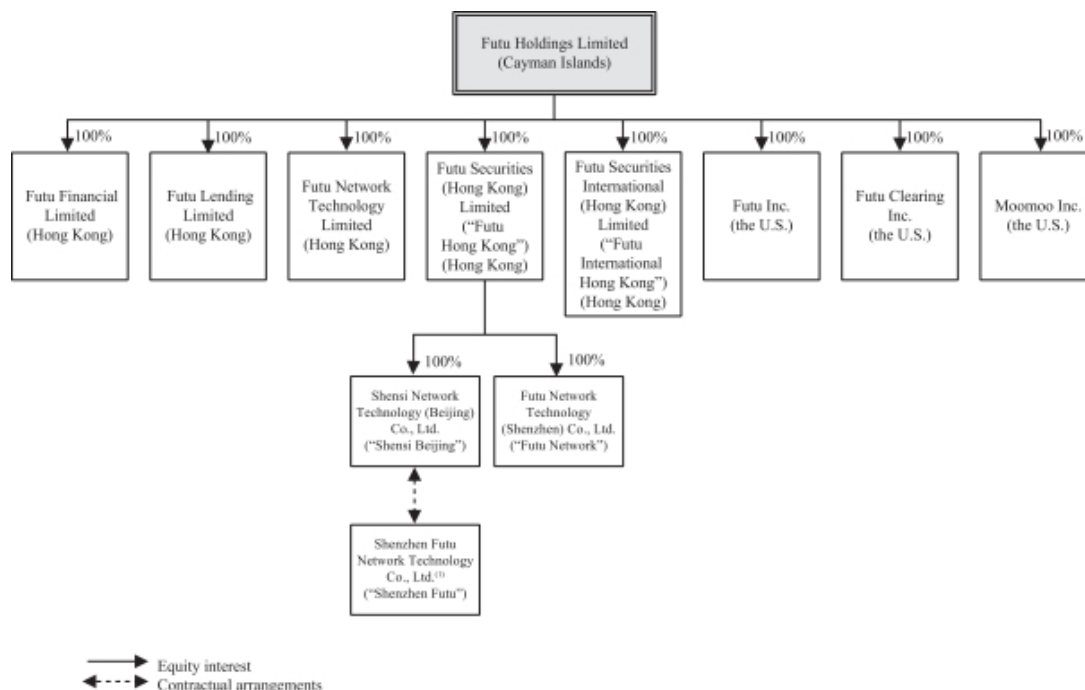 Futu Holdings Limited
(Cayman Islands)
100%
100%
100%
100%
100%
100%
100%
100%
Futu Financial
Limited
(Hong Kong)
Futu Lending
Limited
(Hong Kong)
Futu Network
Technology
Limited
(Hong Kong)
Futu Securities
(Hong Kong)
Limited
(“Futu
Hong Kong”)
(Hong Kong)
Futu Securities
International
(Hong Kong)
Limited
(“Futu
International
Hong Kong”)
(Hong Kong)
Futu Inc.
(the U.S.)
Futu Clearing
Inc.
(the U.S.)
Moomoo Inc.
(the U.S.)
100%
100%
Shensi Network
Technology (Beijing)
Co., Ltd.
(“Shensi Beijing”)
Futu Network
Technology
(Shenzhen) Co., Ltd.
(“Futu Network”)
Shenzhen Futu
Network Technology
Co., Ltd.(1)
(“Shenzhen Futu”)
Equity interest
Contractual arrangements